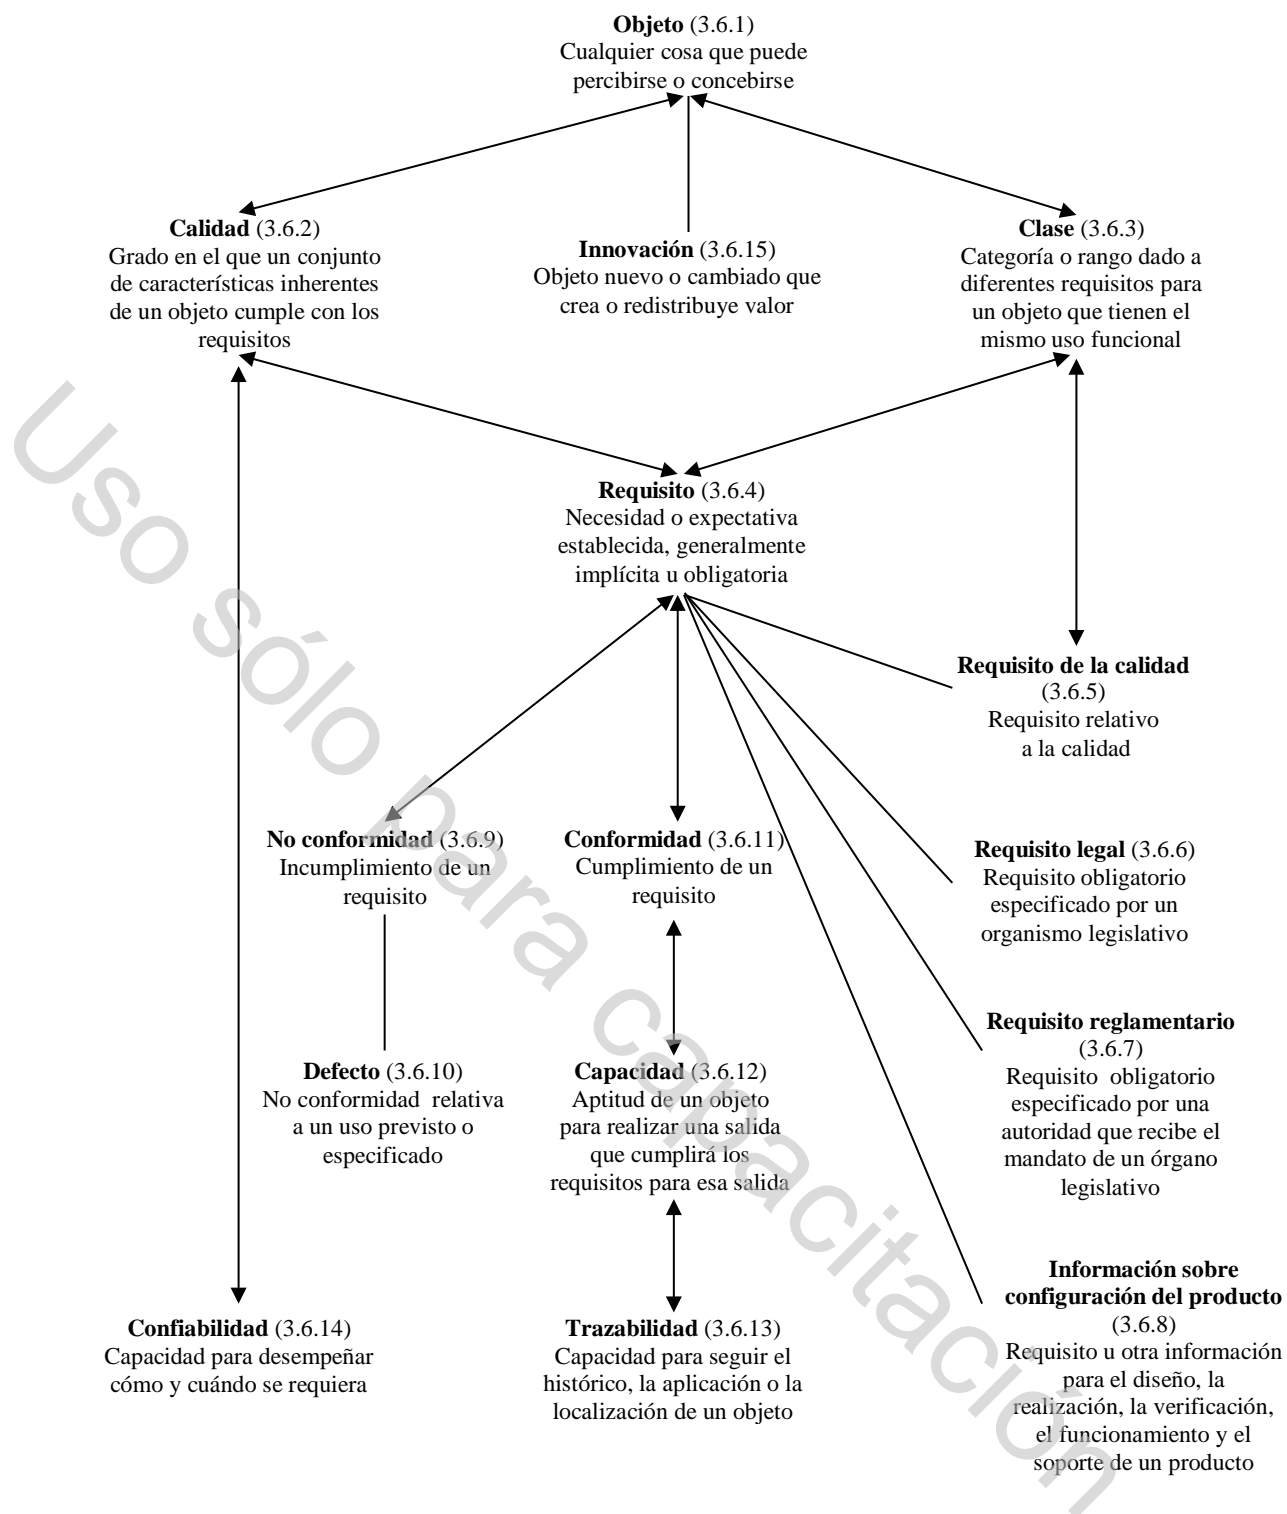 Objeto (3.6.1)
Cualquier cosa que puede
percibirse o concebirse
Calidad (3.6.2)
Grado en el que un conjunto
de características inherentes
de un objeto cumple con los
requisitos
Innovación (3.6.15)
Objeto nuevo o cambiado que
crea o redistribuye valor
Clase (3.6.3)
Categoría o rango dado a
diferentes requisitos para
un objeto que tienen el
mismo uso funcional
Requisito (3.6.4)
Necesidad o expectativa
establecida, generalmente
implícita u obligatoria
Requisito de la calidad
(3.6.5)
Requisito relativo
a la calidad
No conformidad (3.6.9)
Incumplimiento de un
requisito
Conformidad (3.6.11)
Cumplimiento de un
requisito
Requisito legal (3.6.6)
Requisito obligatorio
especificado por un
organismo legislativo
Requisito reglamentario
(3.6.7)
Requisito obligatorio
especificado por una
autoridad que recibe el
mandato de un órgano
legislativo
Defecto (3.6.10)
No conformidad relativa
a un uso previsto o
especificado
Capacidad (3.6.12)
Aptitud de un objeto
para realizar una salida
que cumplirá los
requisitos para esa salida
Información sobre
configuración del producto
(3.6.8)
Requisito u otra información
para el diseño, la
realización, la verificación,
el funcionamiento y el
soporte de un producto
Confiabilidad (3.6.14)
Capacidad para desempeñar
cómo y cuándo se requiera
Trazabilidad (3.6.13)
Capacidad para seguir el
histórico, la aplicación o la
localización de un objeto
Uso sólo para capacitación